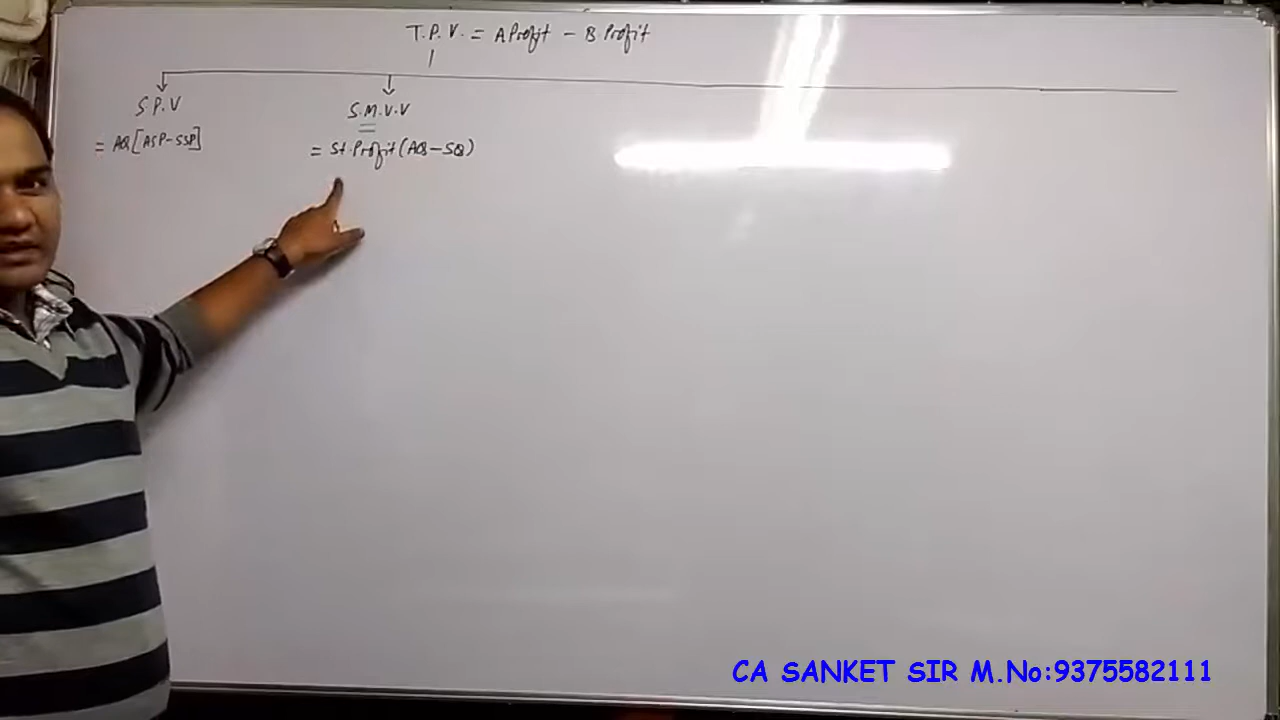 T.P.V. = A Profit - B Profit
S.P.V
S.M.V.V
= AQ[ASP-SSP]
= St.Profit(AQ-SQ)
CA SANKET SIR M.No:9375582111